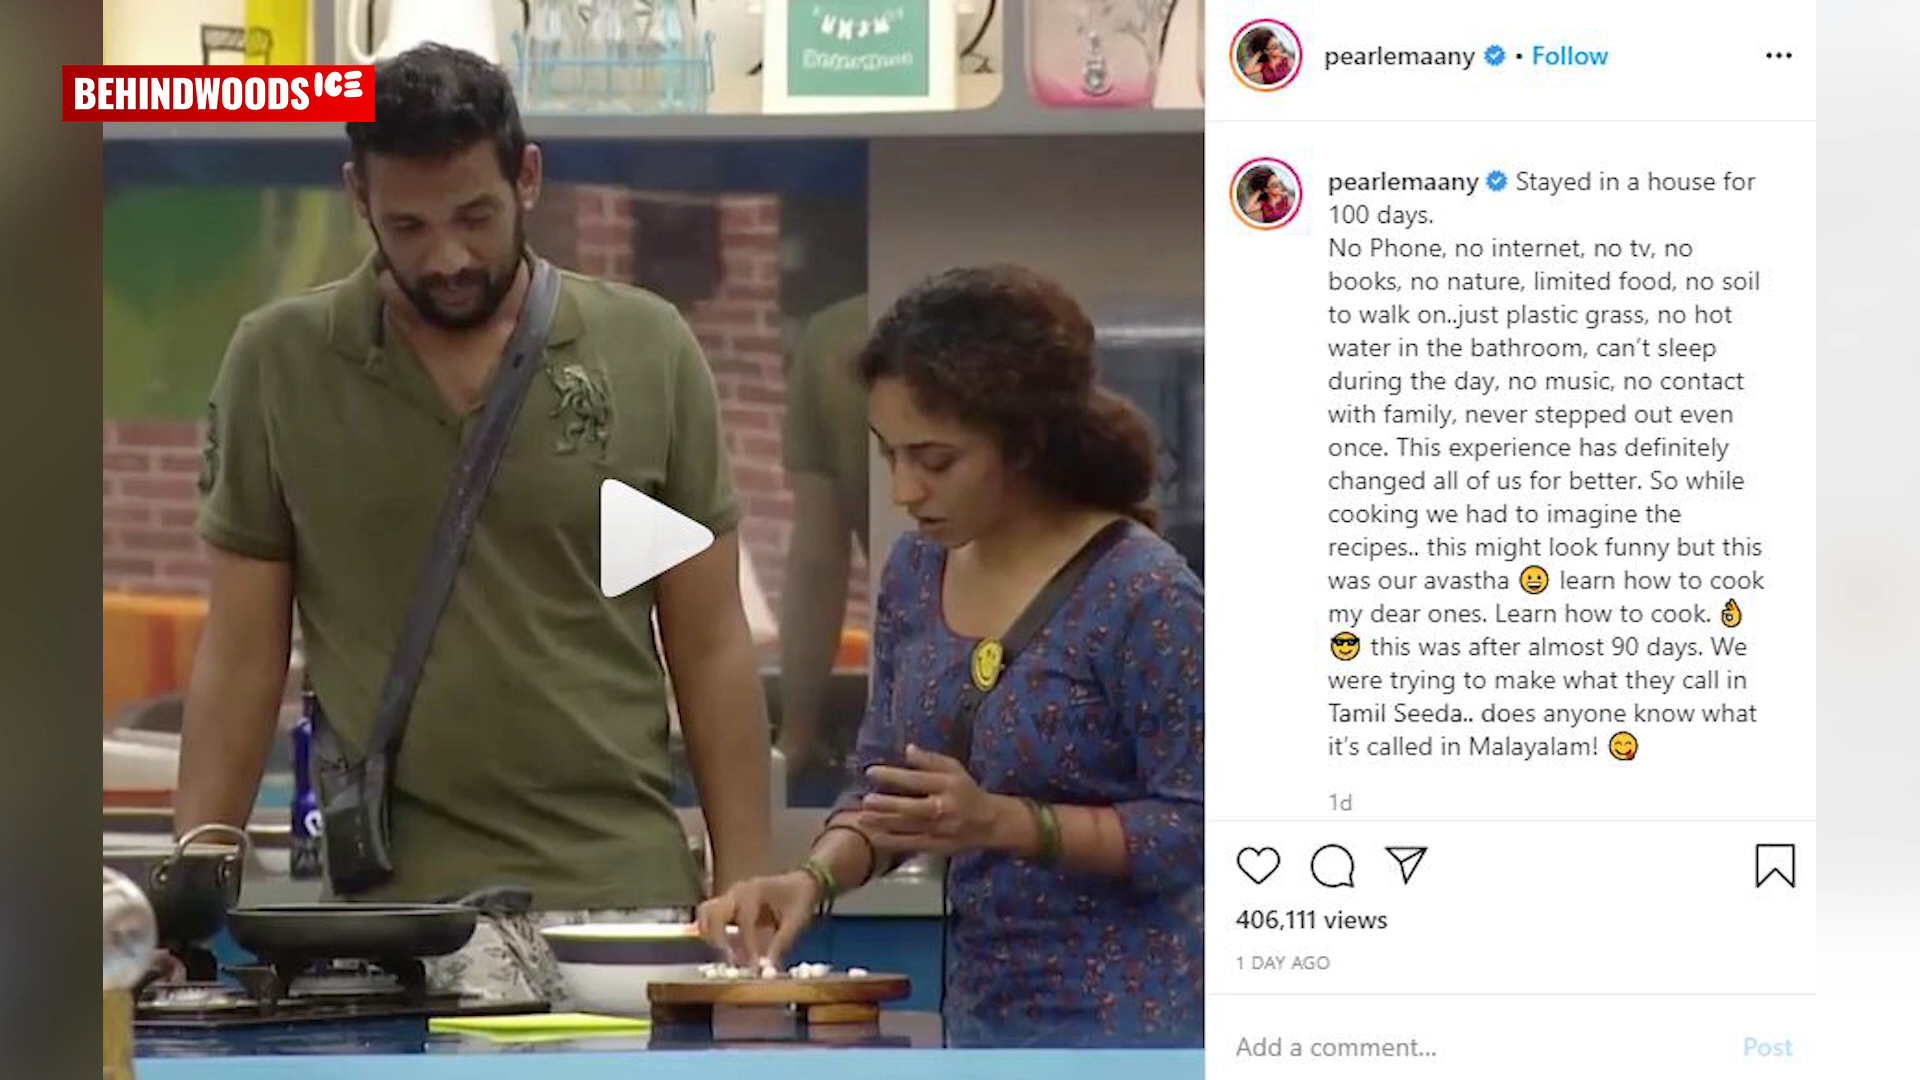 BEHINDWOODS ICE
pearlemaany • Follow
pearlemaany Stayed in a house for
100 days.
No Phone, no internet, no tv, no
books, no nature, limited food, no soil
to walk on..just plastic grass, no hot
water in the bathroom, can’t sleep
during the day, no music, no contact
with family, never stepped out even
once. This experience has definitely
changed all of us for better. So while
cooking we had to imagine the
recipes.. this might look funny but this
was our avastha 😀 learn how to cook
my dear ones. Learn how to cook. 👌
😎 this was after almost 90 days. We
were trying to make what they call in
Tamil Seeda.. does anyone know what
it’s called in Malayalam! 😋
1d
406,111 views
1 DAY AGO
Add a comment...
Post